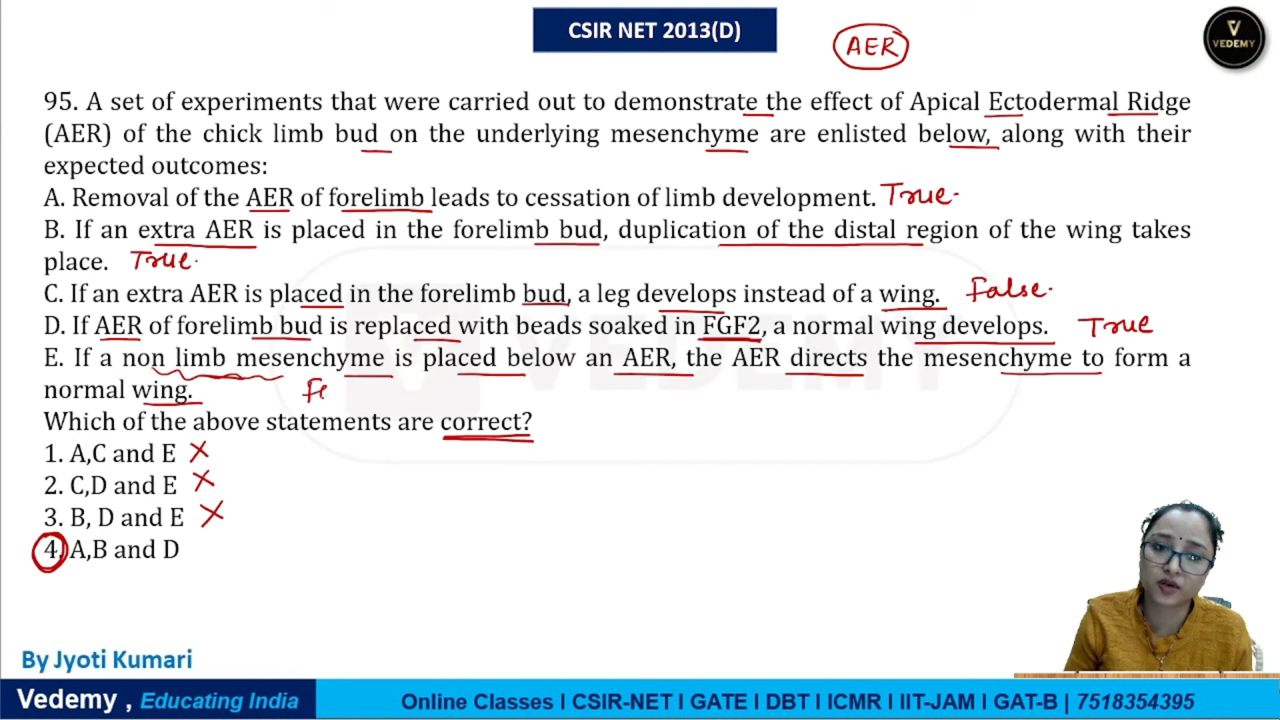 CSIR NET 2013(D)
AER
VEDEMY
95. A set of experiments that were carried out to demonstrate the effect of Apical Ectodermal Ridge
(AER) of the chick limb bud on the underlying mesenchyme are enlisted below, along with their
expected outcomes:
A. Removal of the AER of forelimb leads to cessation of limb development. True.
B. If an extra AER is placed in the forelimb bud, duplication of the distal region of the wing takes
place. True.
C. If an extra AER is placed in the forelimb bud, a leg develops instead of a wing. False.
D. If AER of forelimb bud is replaced with beads soaked in FGF2, a normal wing develops. True
E. If a non limb mesenchyme is placed below an AER, the AER directs the mesenchyme to form a
normal wing. Fa
Which of the above statements are correct?
1. A,C and E X
2. C,D and E X
3. B, D and E X
4. A,B and D
VEDEMY
By Jyoti Kumari
Vedemy , Educating India
Online Classes I CSIR-NET I GATE I DBT I ICMR I IIT-JAM I GAT-B | 7518354395